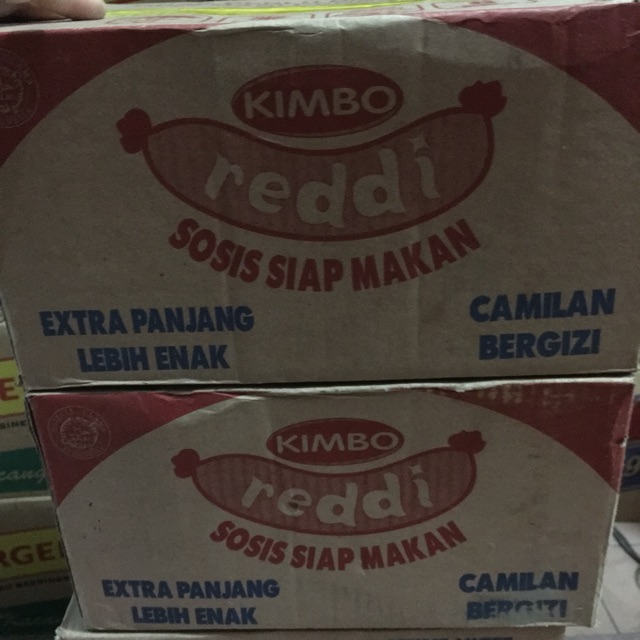 KIMBO
reddi
SOSIS SIAP MAKAN
EXTRA PANJANG
LEBIH ENAK
CAMILAN
BERGIZI
KIMBO
reddi
SOSIS SIAP MAKAN
EXTRA PANJANG
LEBIH ENAK
CAMILAN
BERGIZI